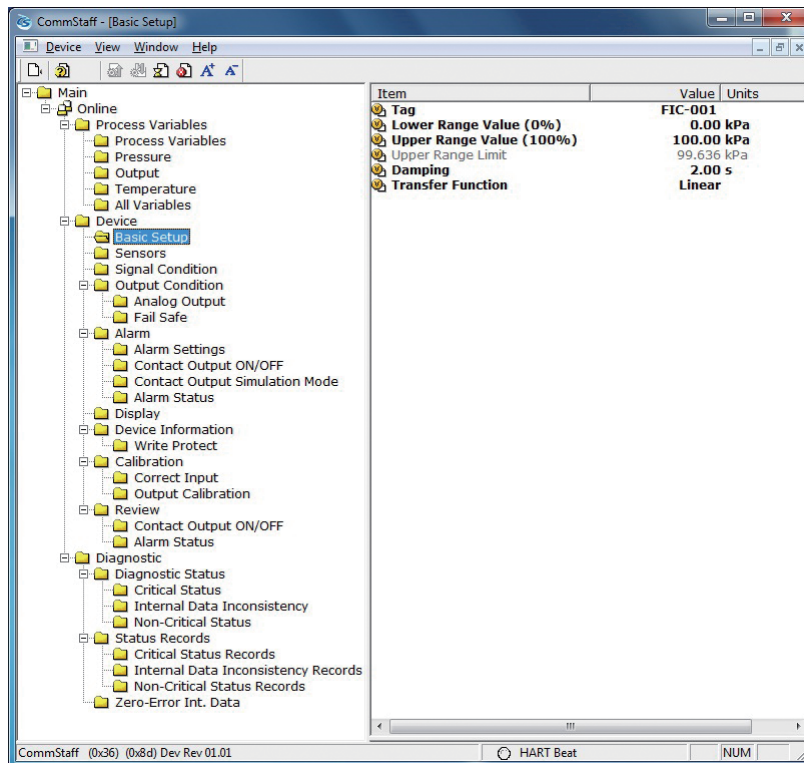 CommStaff - [Basic Setup]
Device View Window Help
Main
Online
Process Variables
Process Variables
Pressure
Output
Temperature
All Variables
Device
Basic Setup
Sensors
Signal Condition
Output Condition
Analog Output
Fail Safe
Alarm
Alarm Settings
Contact Output ON/OFF
Contact Output Simulation Mode
Alarm Status
Display
Device Information
Write Protect
Calibration
Correct Input
Output Calibration
Review
Contact Output ON/OFF
Alarm Status
Diagnostic
Diagnostic Status
Critical Status
Internal Data Inconsistency
Non-Critical Status
Status Records
Critical Status Records
Internal Data Inconsistency Records
Non-Critical Status Records
Zero-Error Int. Data
Item Value Units
Tag FIC-001
Lower Range Value (0%) 0.00 kPa
Upper Range Value (100%) 100.00 kPa
Upper Range Limit 99.636 kPa
Damping 2.00 s
Transfer Function Linear
CommStaff (0x36) (0x8d) Dev Rev 01.01 HART Beat NUM